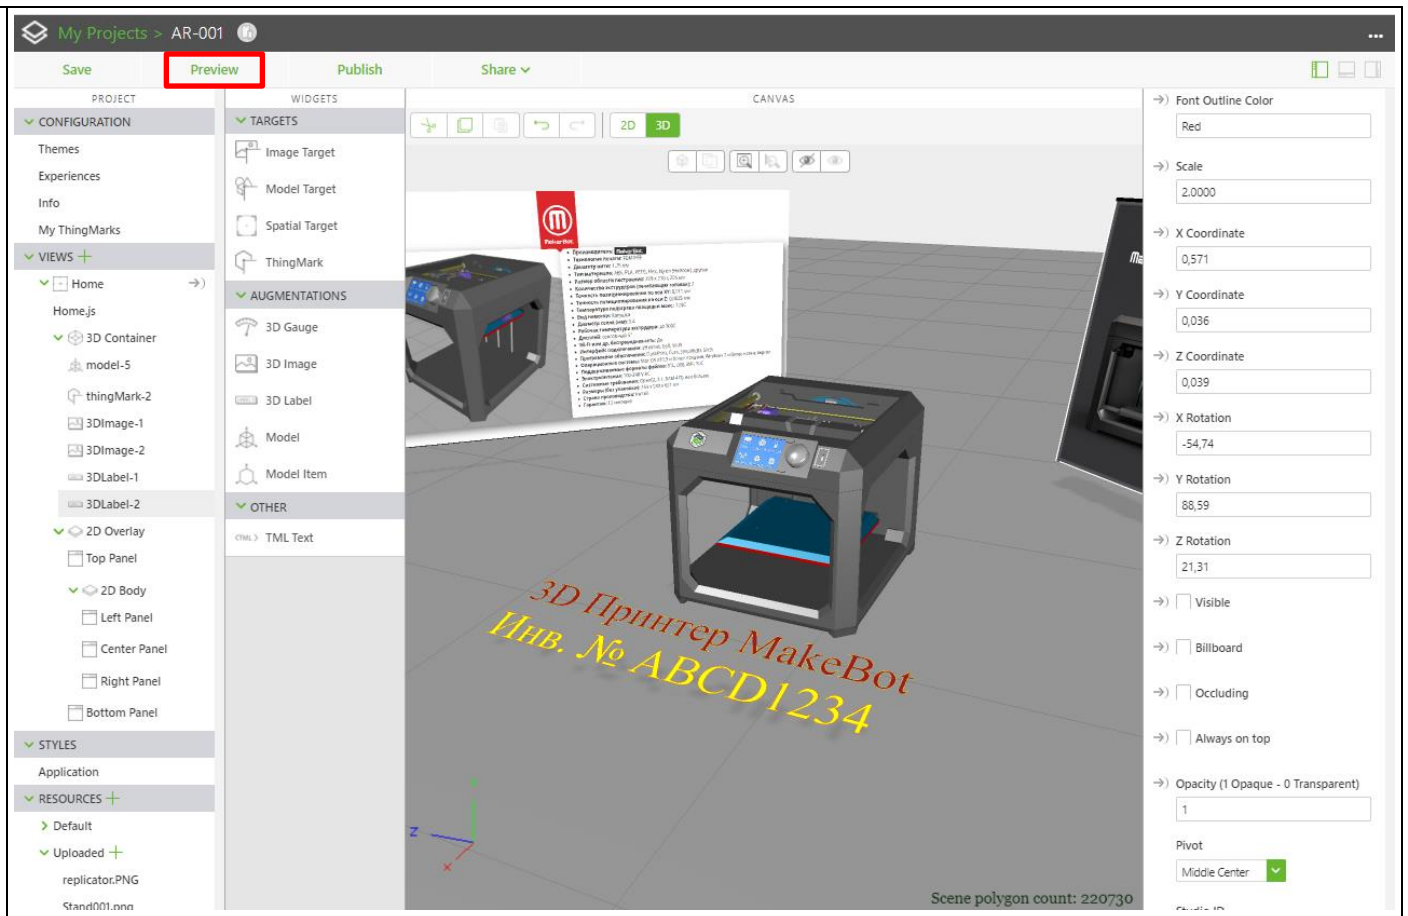 My Projects > AR-001
...
Save
Preview
Publish
Share
PROJECT
CONFIGURATION
Themes
Experiences
Info
My ThingMarks
VIEWS
Home
Home.js
3D Container
model-5
thingMark-2
3DImage-1
3DImage-2
3DLabel-1
3DLabel-2
2D Overlay
Top Panel
2D Body
Left Panel
Center Panel
Right Panel
Bottom Panel
STYLES
Application
RESOURCES
Default
Uploaded
replicator.PNG
Stand001.png
WIDGETS
TARGETS
Image Target
Model Target
Spatial Target
ThingMark
AUGMENTATIONS
3D Gauge
3D Image
3D Label
Model
Model Item
OTHER
TML Text
CANVAS
2D
3D
MakerBot.
3D Принтер MakeBot
Инв. № ABCD1234
Z
X
Scene polygon count: 220730
Font Outline Color
Red
Scale
2.0000
X Coordinate
0,571
Y Coordinate
0,036
Z Coordinate
0,039
X Rotation
-54,74
Y Rotation
88,59
Z Rotation
21,31
Visible
Billboard
Occluding
Always on top
Opacity (1 Opaque - 0 Transparent)
1
Pivot
Middle Center
Studio ID